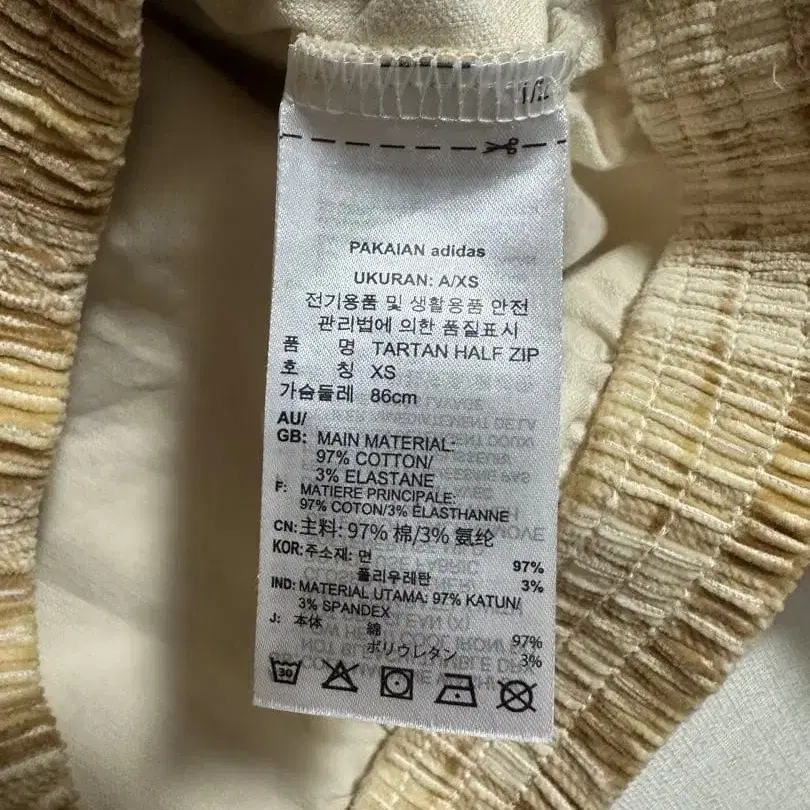 PAKAIAN adidas
UKURAN: A/XS
전기용품 및 생활용품 안전
관리법에 의한 품질표시
품 명 TARTAN HALF ZIP
호 칭 XS
가슴둘레 86cm
AU/
GB: MAIN MATERIAL:
97% COTTON/
3% ELASTANE
F: MATIERE PRINCIPALE:
97% COTON/3% ÉLASTHANNE
CN: 主料: 97% 棉/3% 氨纶
KOR: 주소재: 면 97%
폴리우레탄 3%
IND: MATERIAL UTAMA: 97% KATUN/
3% SPANDEX
J: 本体 綿 97%
ポリウレタン 3%
30